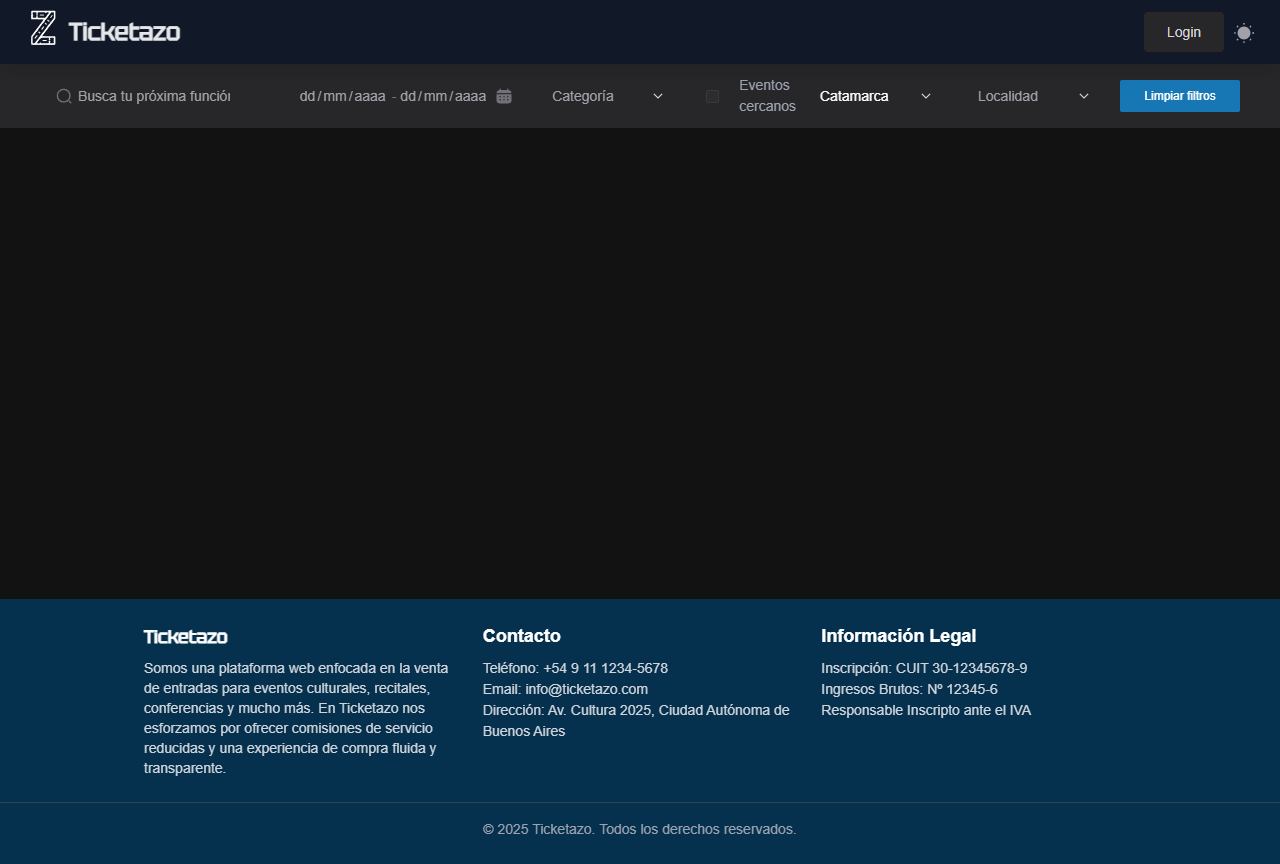 Ticketazo
Login
Busca tu próxima función
dd/mm/aaaa - dd/mm/aaaa
Categoría
Eventos
cercanos
Catamarca
Localidad
Limpiar filtros
Ticketazo
Somos una plataforma web enfocada en la venta
de entradas para eventos culturales, recitales,
conferencias y mucho más. En Ticketazo nos
esforzamos por ofrecer comisiones de servicio
reducidas y una experiencia de compra fluida y
transparente.
Contacto
Teléfono: +54 9 11 1234-5678
Email: info@ticketazo.com
Dirección: Av. Cultura 2025, Ciudad Autónoma de
Buenos Aires
Información Legal
Inscripción: CUIT 30-12345678-9
Ingresos Brutos: Nº 12345-6
Responsable Inscripto ante el IVA
© 2025 Ticketazo. Todos los derechos reservados.